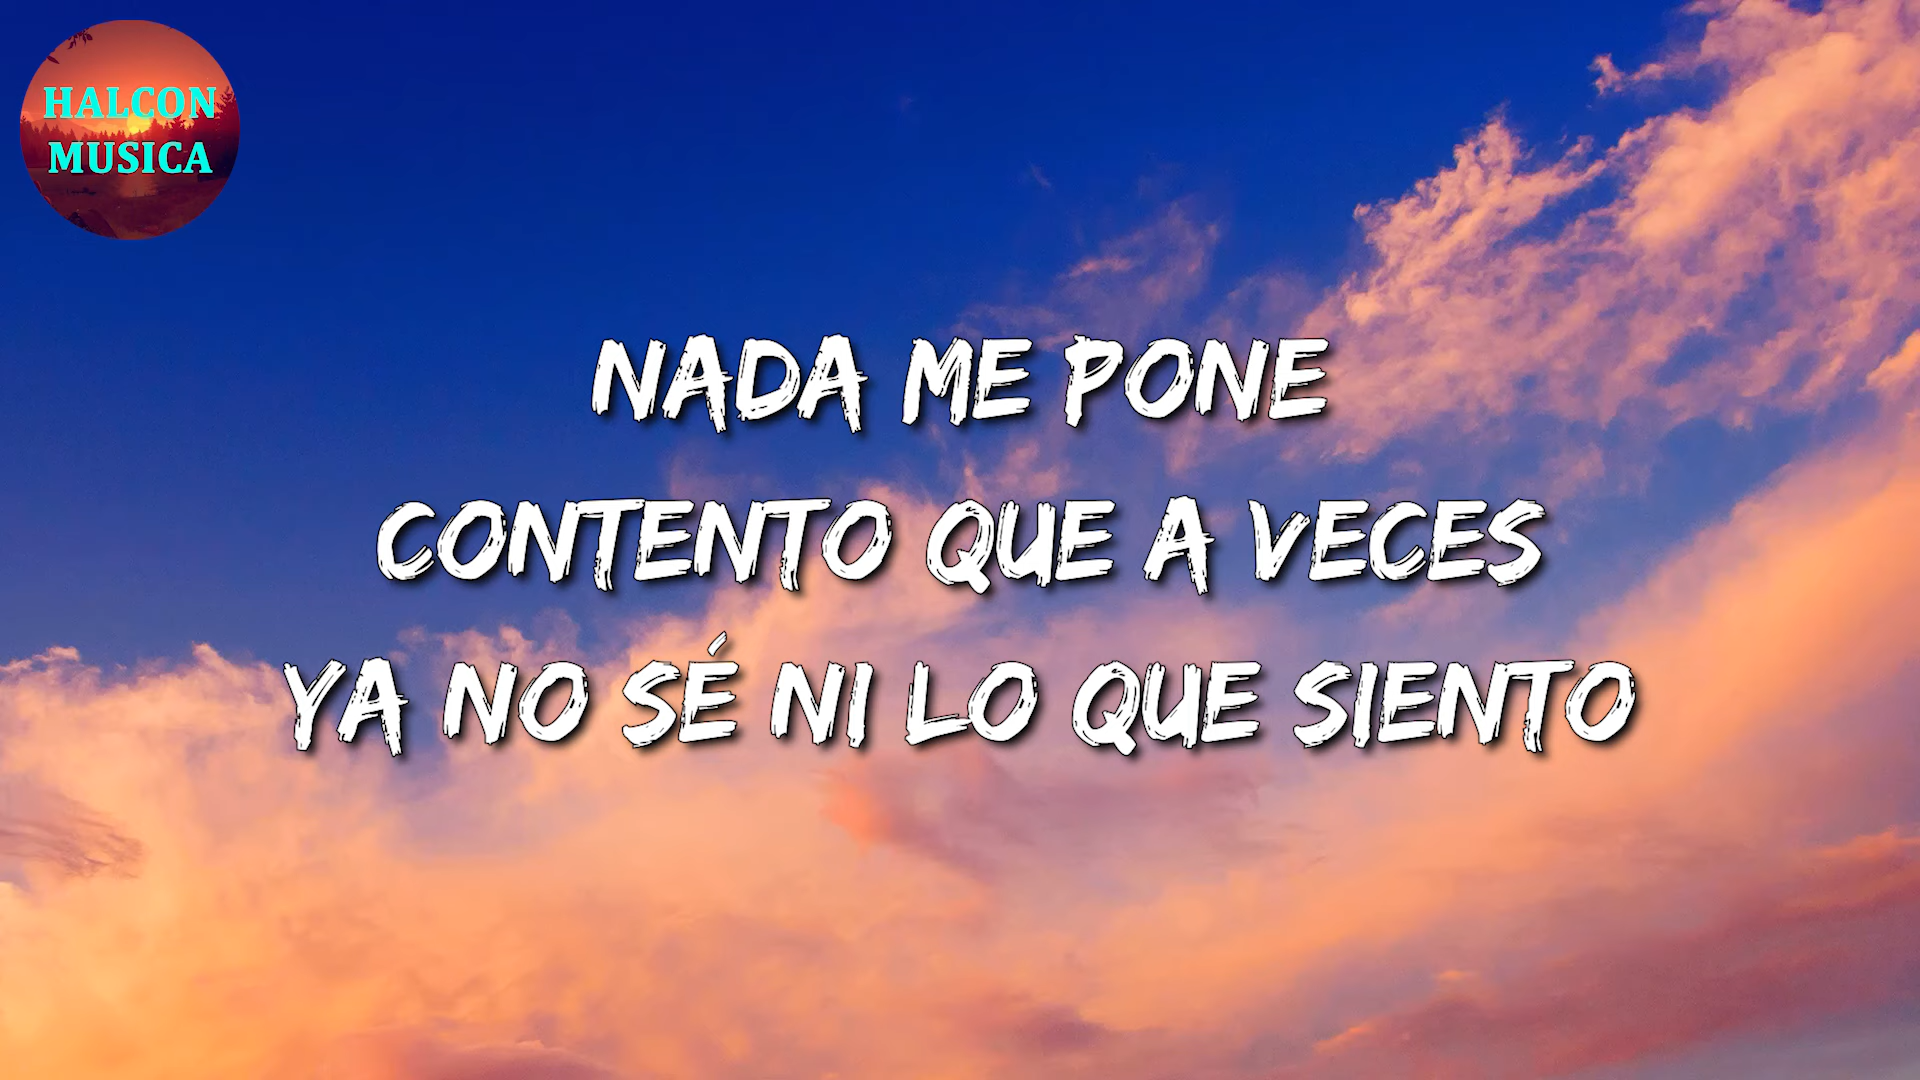 HALCON
MUSICA
NADA ME PONE
CONTENTO QUE A VECES
YA NO SÉ NI LO QUE SIENTO